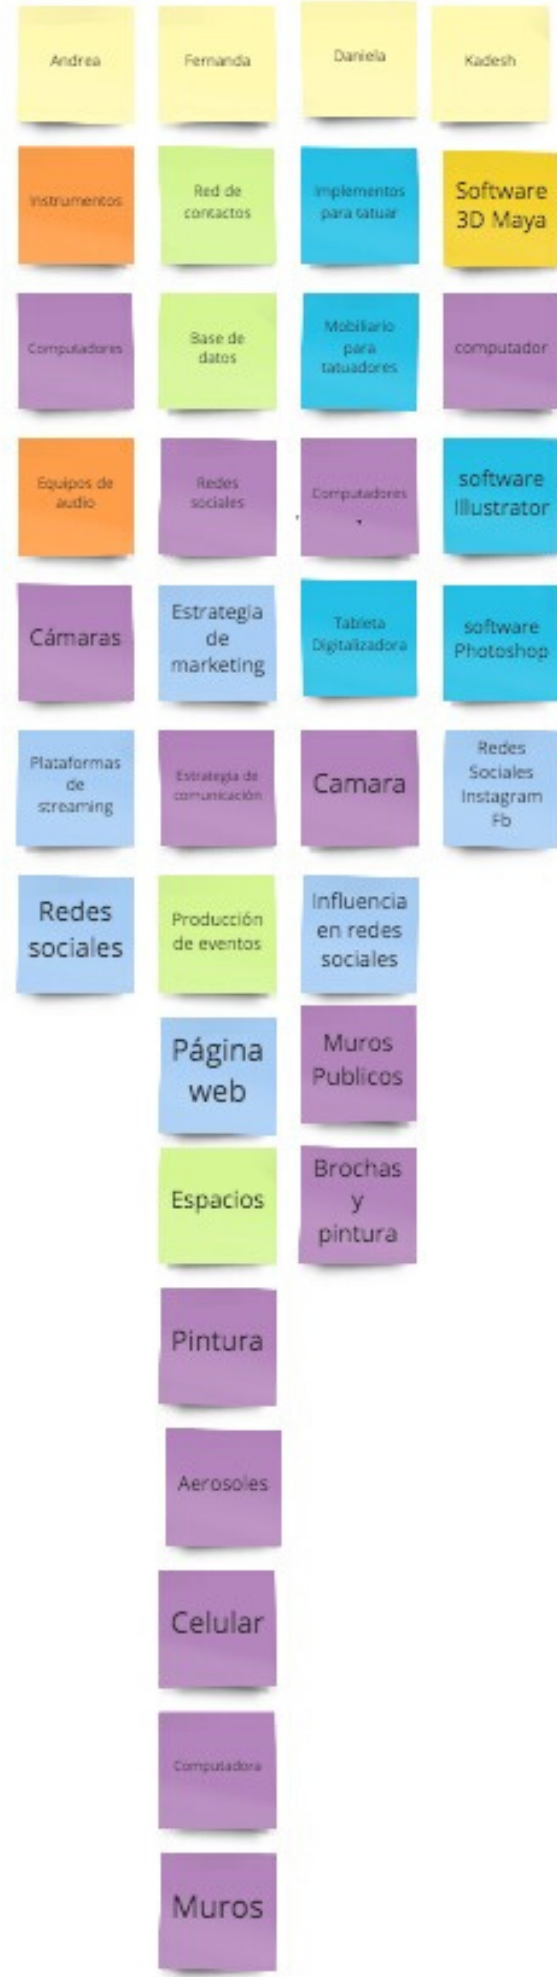 Andrea
Fernanda
Daniela
Kadesh
Instrumentos
Red de
contactos
Implementos
para tatuar
Software
3D Maya
Computadores
Base de
datos
Mobiliario
para
tatuadores
computador
Equipos de
audio
Redes
sociales
Computadores
.
software
Illustrator
Cámaras
Estrategia
de
marketing
Tableta
Digitalizadora
software
Photoshop
Plataformas
de
streaming
Estrategia de
comunicación
Camara
Redes
Sociales
Instagram
Fb
Redes
sociales
Producción
de eventos
Influencia
en redes
sociales
Página
web
Muros
Publicos
Espacios
Brochas
y
pintura
Pintura
Aerosoles
Celular
Computadora
Muros